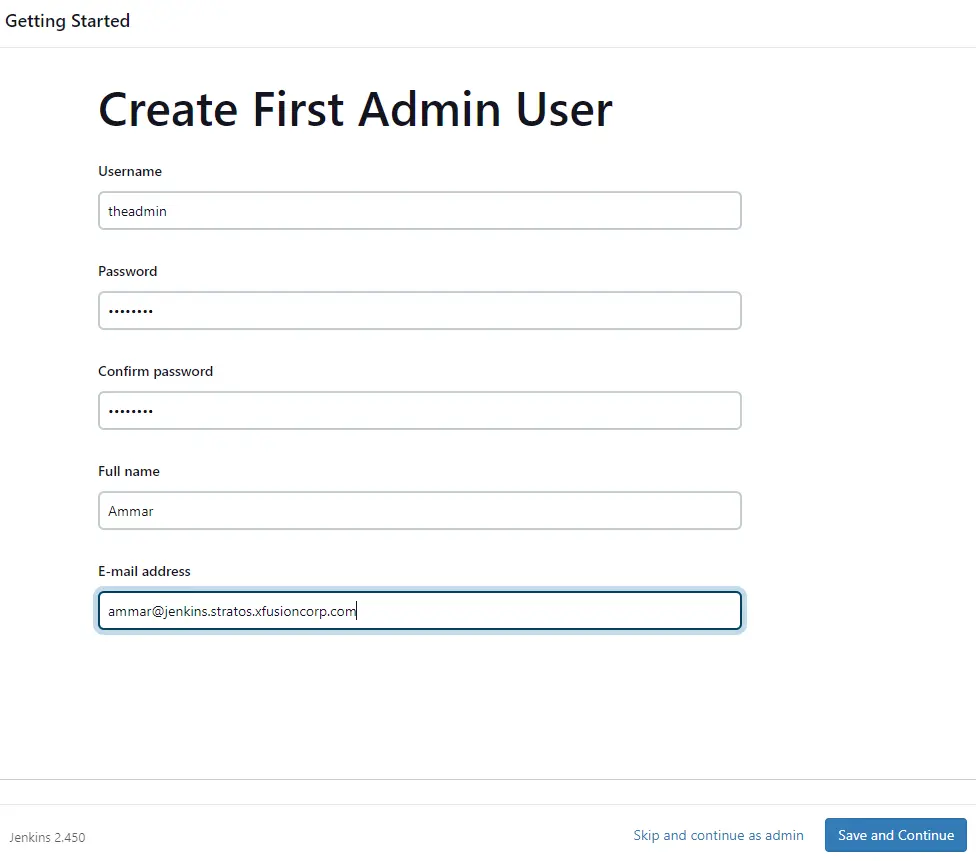 Getting Started
Create First Admin User
Username
theadmin
Password
••••••••
Confirm password
••••••••
Full name
Ammar
E-mail address
ammar@jenkins.stratos.xfusioncorp.com
Jenkins 2.450
Skip and continue as admin
Save and Continue